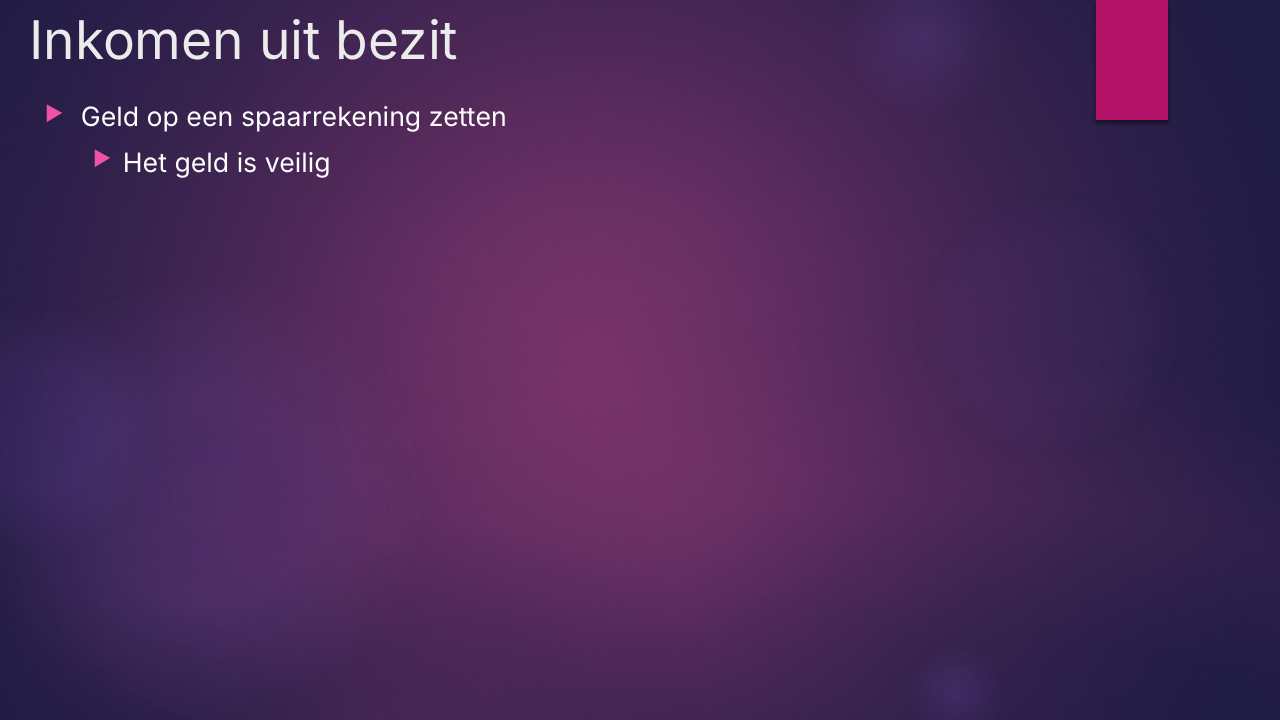 Inkomen uit bezit
Geld op een spaarrekening zetten
Het geld is veilig